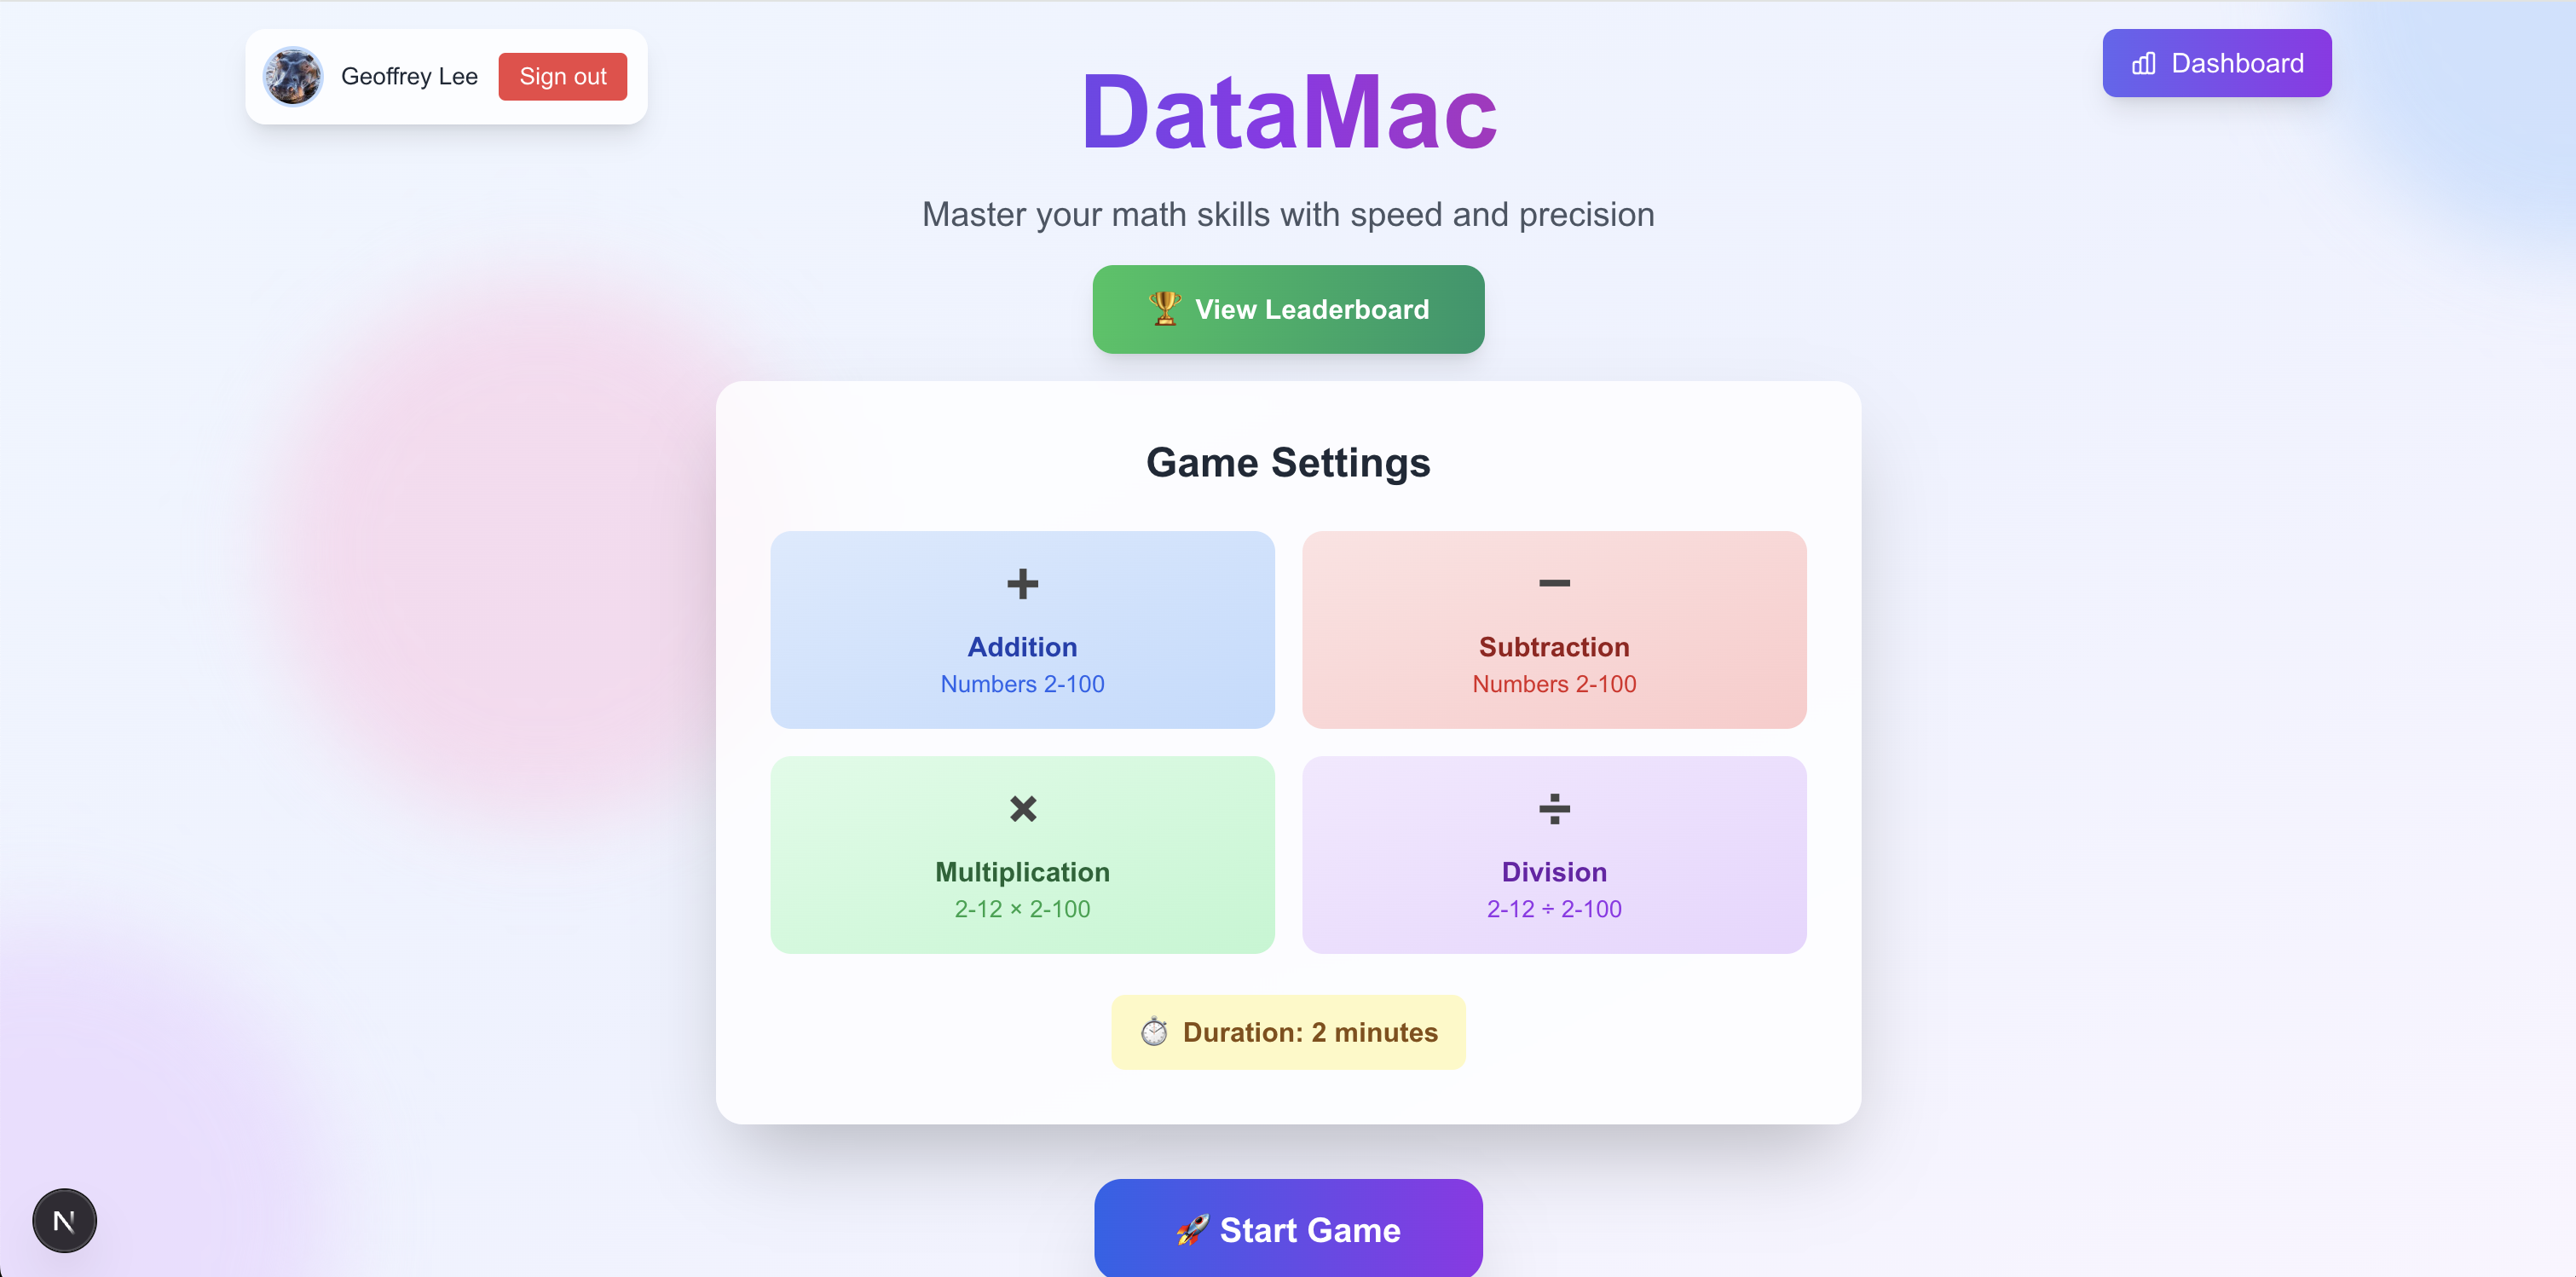 Geoffrey Lee
Sign out
DataMac
Dashboard
Master your math skills with speed and precision
🏆 View Leaderboard
Game Settings
+
Addition
Numbers 2-100
−
Subtraction
Numbers 2-100
×
Multiplication
2-12 × 2-100
÷
Division
2-12 ÷ 2-100
⏱️ Duration: 2 minutes
🚀 Start Game
N